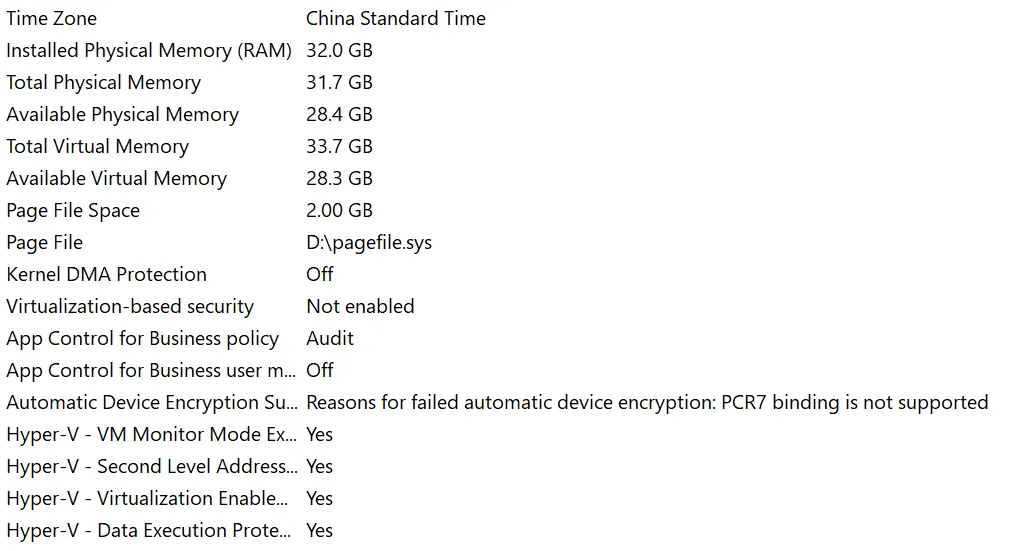 Time Zone China Standard Time
Installed Physical Memory (RAM) 32.0 GB
Total Physical Memory 31.7 GB
Available Physical Memory 28.4 GB
Total Virtual Memory 33.7 GB
Available Virtual Memory 28.3 GB
Page File Space 2.00 GB
Page File D:\pagefile.sys
Kernel DMA Protection Off
Virtualization-based security Not enabled
App Control for Business policy Audit
App Control for Business user m... Off
Automatic Device Encryption Su... Reasons for failed automatic device encryption: PCR7 binding is not supported
Hyper-V - VM Monitor Mode Ex... Yes
Hyper-V - Second Level Address... Yes
Hyper-V - Virtualization Enable... Yes
Hyper-V - Data Execution Prote... Yes